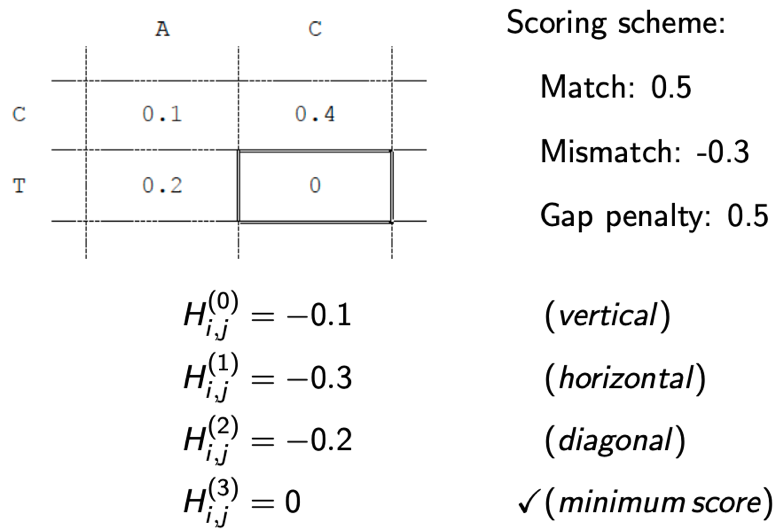 A C
Scoring scheme:
C 0.1 0.4
Match: 0.5
Mismatch: -0.3
T 0.2 0
Gap penalty: 0.5
H_{i,j}^{(0)} = −0.1 (vertical)
H_{i,j}^{(1)} = −0.3 (horizontal)
H_{i,j}^{(2)} = −0.2 (diagonal)
H_{i,j}^{(3)} = 0 ✓(minimum score)